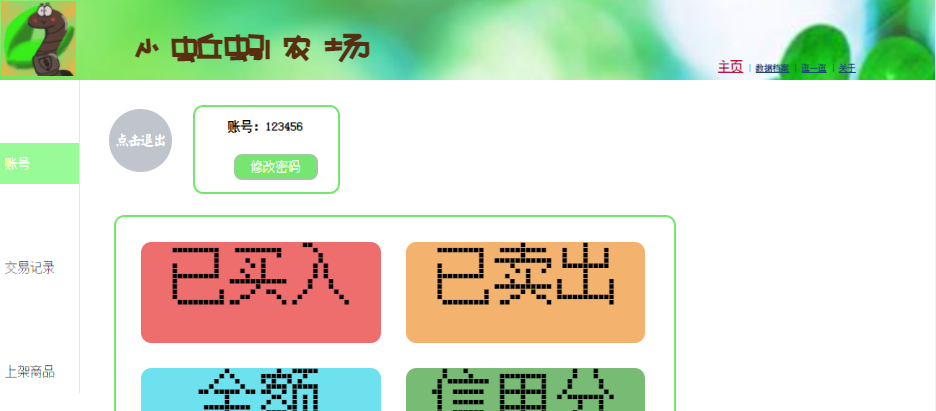 小蚯蚓农场
主页 | 数据档案 | 逛一逛 | 关于
点击退出
账号：123456
修改密码
账号
交易记录
上架商品
已买入
已卖出
余额
信用分